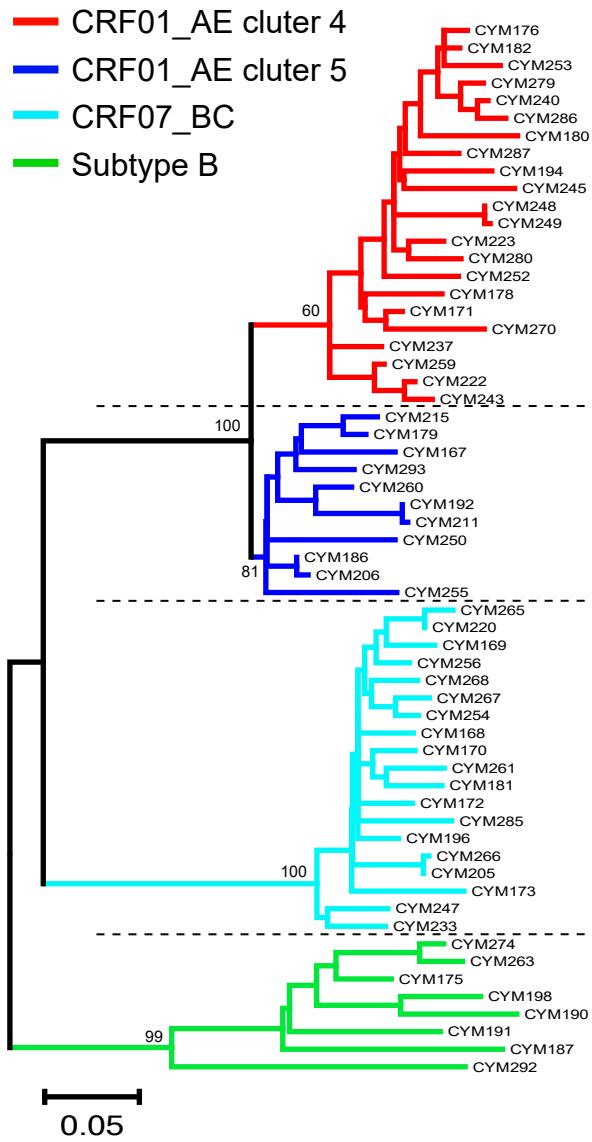 CRF01_AE cluter 4
CRF01_AE cluter 5
CRF07_BC
Subtype B
CYM176
CYM182
CYM253
CYM279
CYM240
CYM286
CYM180
CYM287
CYM194
CYM245
CYM248
CYM249
CYM223
CYM280
CYM252
CYM178
60
CYM171
CYM270
CYM237
CYM259
CYM222
CYM243
CYM215
100
CYM179
CYM167
CYM293
CYM260
CYM192
CYM211
CYM250
CYM186
81
CYM206
CYM255
CYM265
CYM220
CYM169
CYM256
CYM268
CYM267
CYM254
CYM168
CYM170
CYM261
CYM181
CYM172
CYM285
CYM196
CYM266
100
CYM205
CYM173
CYM247
CYM233
CYM274
CYM263
CYM175
CYM198
CYM190
CYM191
99
CYM187
CYM292
0.05